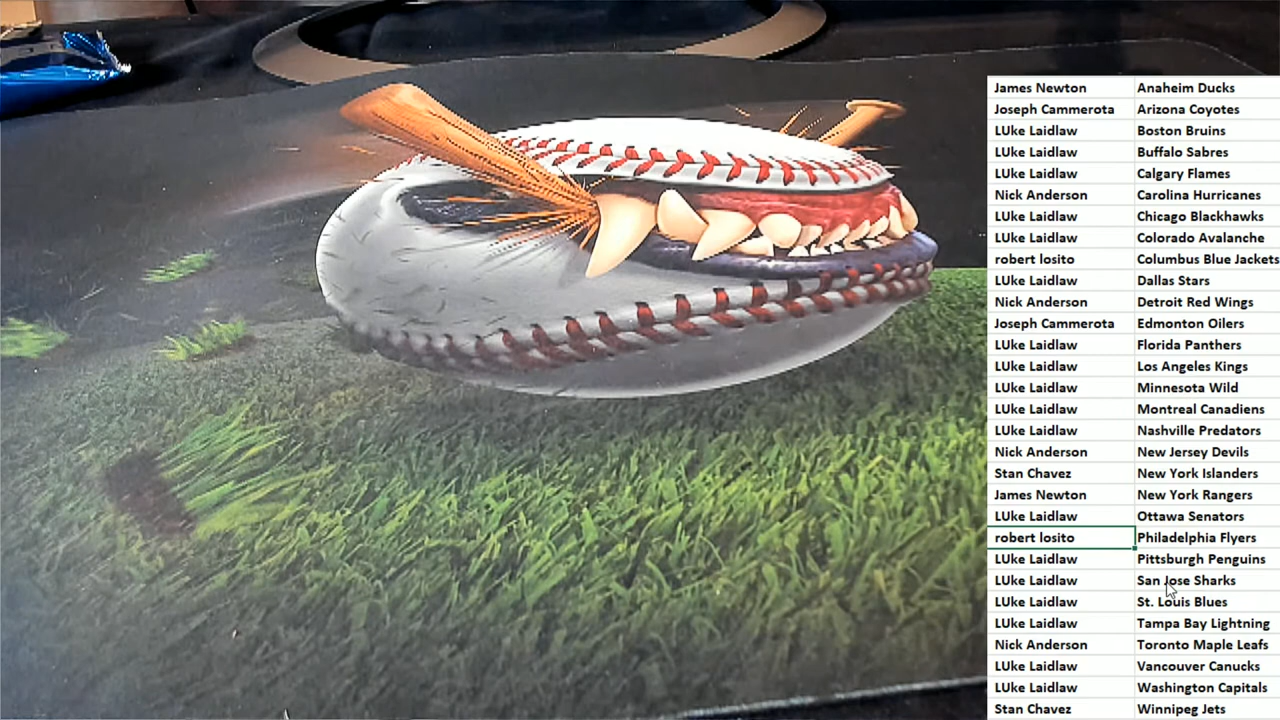 James Newton Anaheim Ducks
Joseph Cammerota Arizona Coyotes
LUke Laidlaw Boston Bruins
LUke Laidlaw Buffalo Sabres
LUke Laidlaw Calgary Flames
Nick Anderson Carolina Hurricanes
LUke Laidlaw Chicago Blackhawks
LUke Laidlaw Colorado Avalanche
robert losito Columbus Blue Jackets
LUke Laidlaw Dallas Stars
Nick Anderson Detroit Red Wings
Joseph Cammerota Edmonton Oilers
LUke Laidlaw Florida Panthers
LUke Laidlaw Los Angeles Kings
LUke Laidlaw Minnesota Wild
LUke Laidlaw Montreal Canadiens
LUke Laidlaw Nashville Predators
Nick Anderson New Jersey Devils
Stan Chavez New York Islanders
James Newton New York Rangers
LUke Laidlaw Ottawa Senators
robert losito Philadelphia Flyers
LUke Laidlaw Pittsburgh Penguins
LUke Laidlaw San Jose Sharks
LUke Laidlaw St. Louis Blues
LUke Laidlaw Tampa Bay Lightning
Nick Anderson Toronto Maple Leafs
LUke Laidlaw Vancouver Canucks
LUke Laidlaw Washington Capitals
Stan Chavez Winnipeg Jets